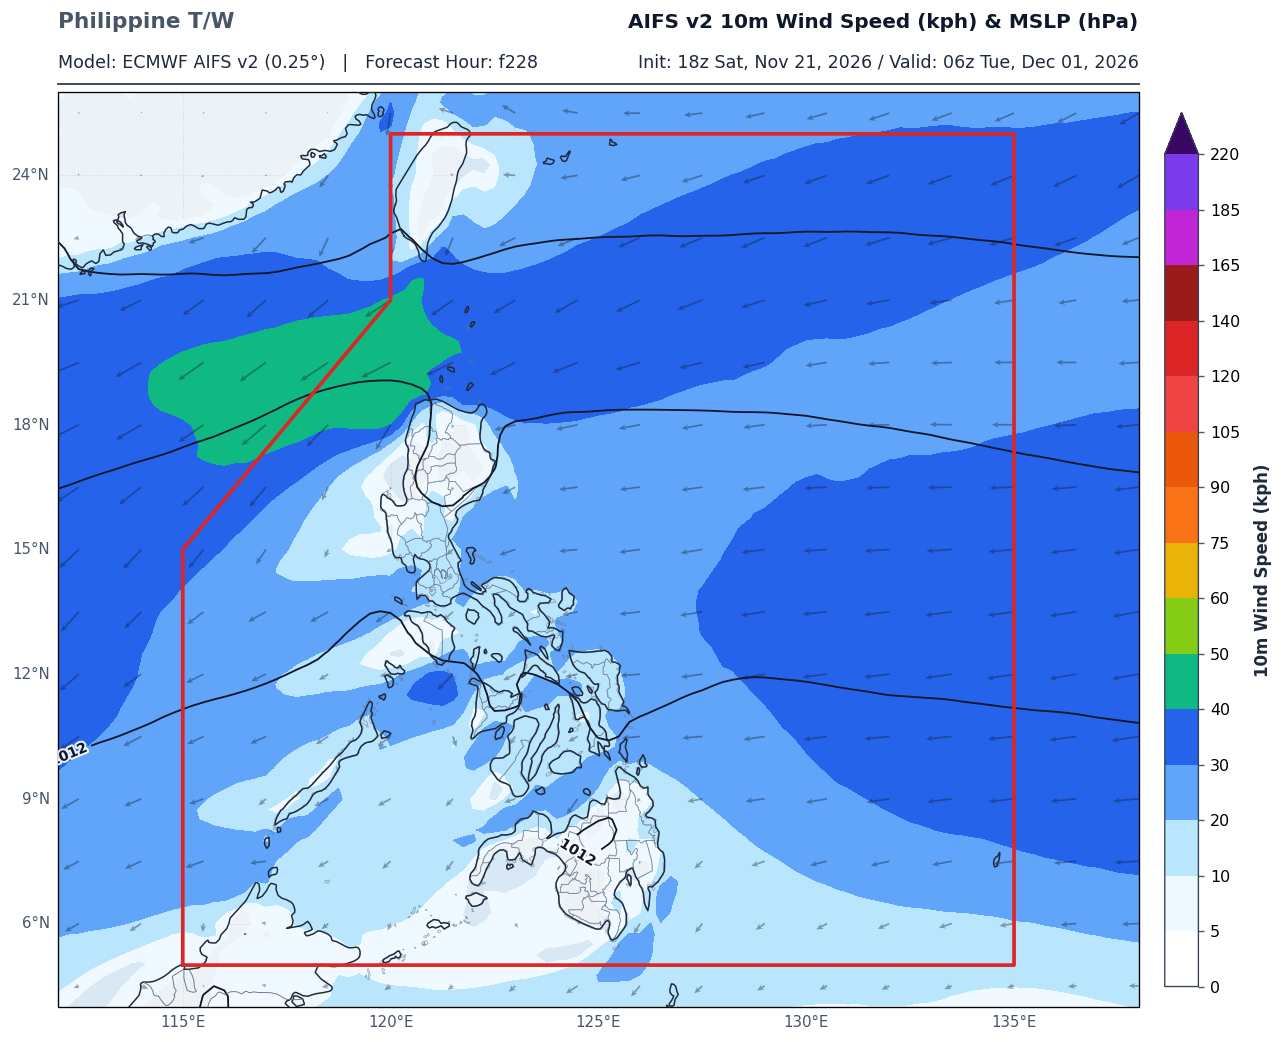 Philippine T/W
AIFS v2 10m Wind Speed (kph) & MSLP (hPa)
Model: ECMWF AIFS v2 (0.25°) | Forecast Hour: f228
Init: 18z Sat, Nov 21, 2026 / Valid: 06z Tue, Dec 01, 2026
24°N
21°N
18°N
15°N
12°N
9°N
6°N
115°E
120°E
125°E
130°E
135°E
1012
1012
220
185
165
140
120
105
90
75
60
50
40
30
20
10
5
0
10m Wind Speed (kph)